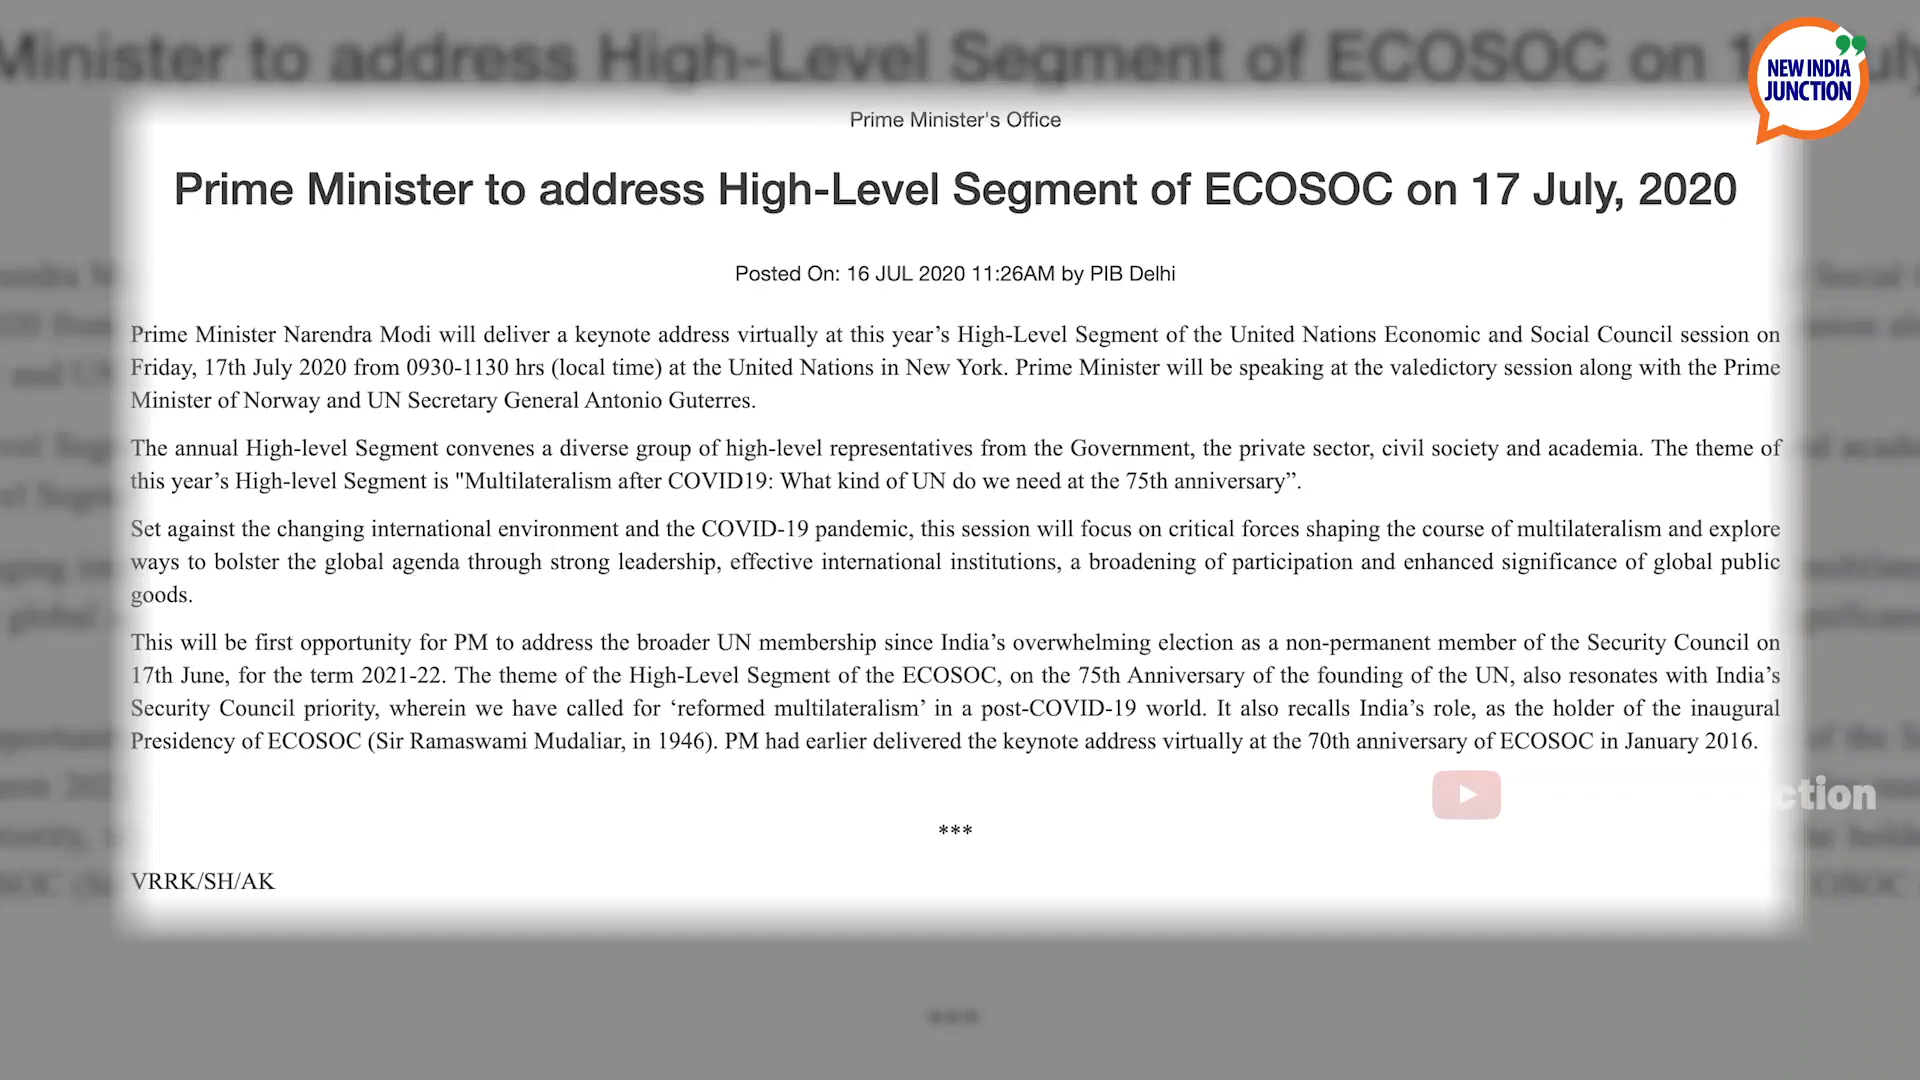 Minister to address High-Level Segment of ECOSOC on 1
NEW INDIA
JUNCTION
Prime Minister's Office
Prime Minister to address High-Level Segment of ECOSOC on 17 July, 2020
Posted On: 16 JUL 2020 11:26AM by PIB Delhi
Prime Minister Narendra Modi will deliver a keynote address virtually at this year’s High-Level Segment of the United Nations Economic and Social Council session on
Friday, 17th July 2020 from 0930-1130 hrs (local time) at the United Nations in New York. Prime Minister will be speaking at the valedictory session along with the Prime
Minister of Norway and UN Secretary General Antonio Guterres.
The annual High-level Segment convenes a diverse group of high-level representatives from the Government, the private sector, civil society and academia. The theme of
this year’s High-level Segment is "Multilateralism after COVID19: What kind of UN do we need at the 75th anniversary”.
Set against the changing international environment and the COVID-19 pandemic, this session will focus on critical forces shaping the course of multilateralism and explore
ways to bolster the global agenda through strong leadership, effective international institutions, a broadening of participation and enhanced significance of global public
goods.
This will be first opportunity for PM to address the broader UN membership since India’s overwhelming election as a non-permanent member of the Security Council on
17th June, for the term 2021-22. The theme of the High-Level Segment of the ECOSOC, on the 75th Anniversary of the founding of the UN, also resonates with India’s
Security Council priority, wherein we have called for ‘reformed multilateralism’ in a post-COVID-19 world. It also recalls India’s role, as the holder of the inaugural
Presidency of ECOSOC (Sir Ramaswami Mudaliar, in 1946). PM had earlier delivered the keynote address virtually at the 70th anniversary of ECOSOC in January 2016.
ction
***
VRRK/SH/AK